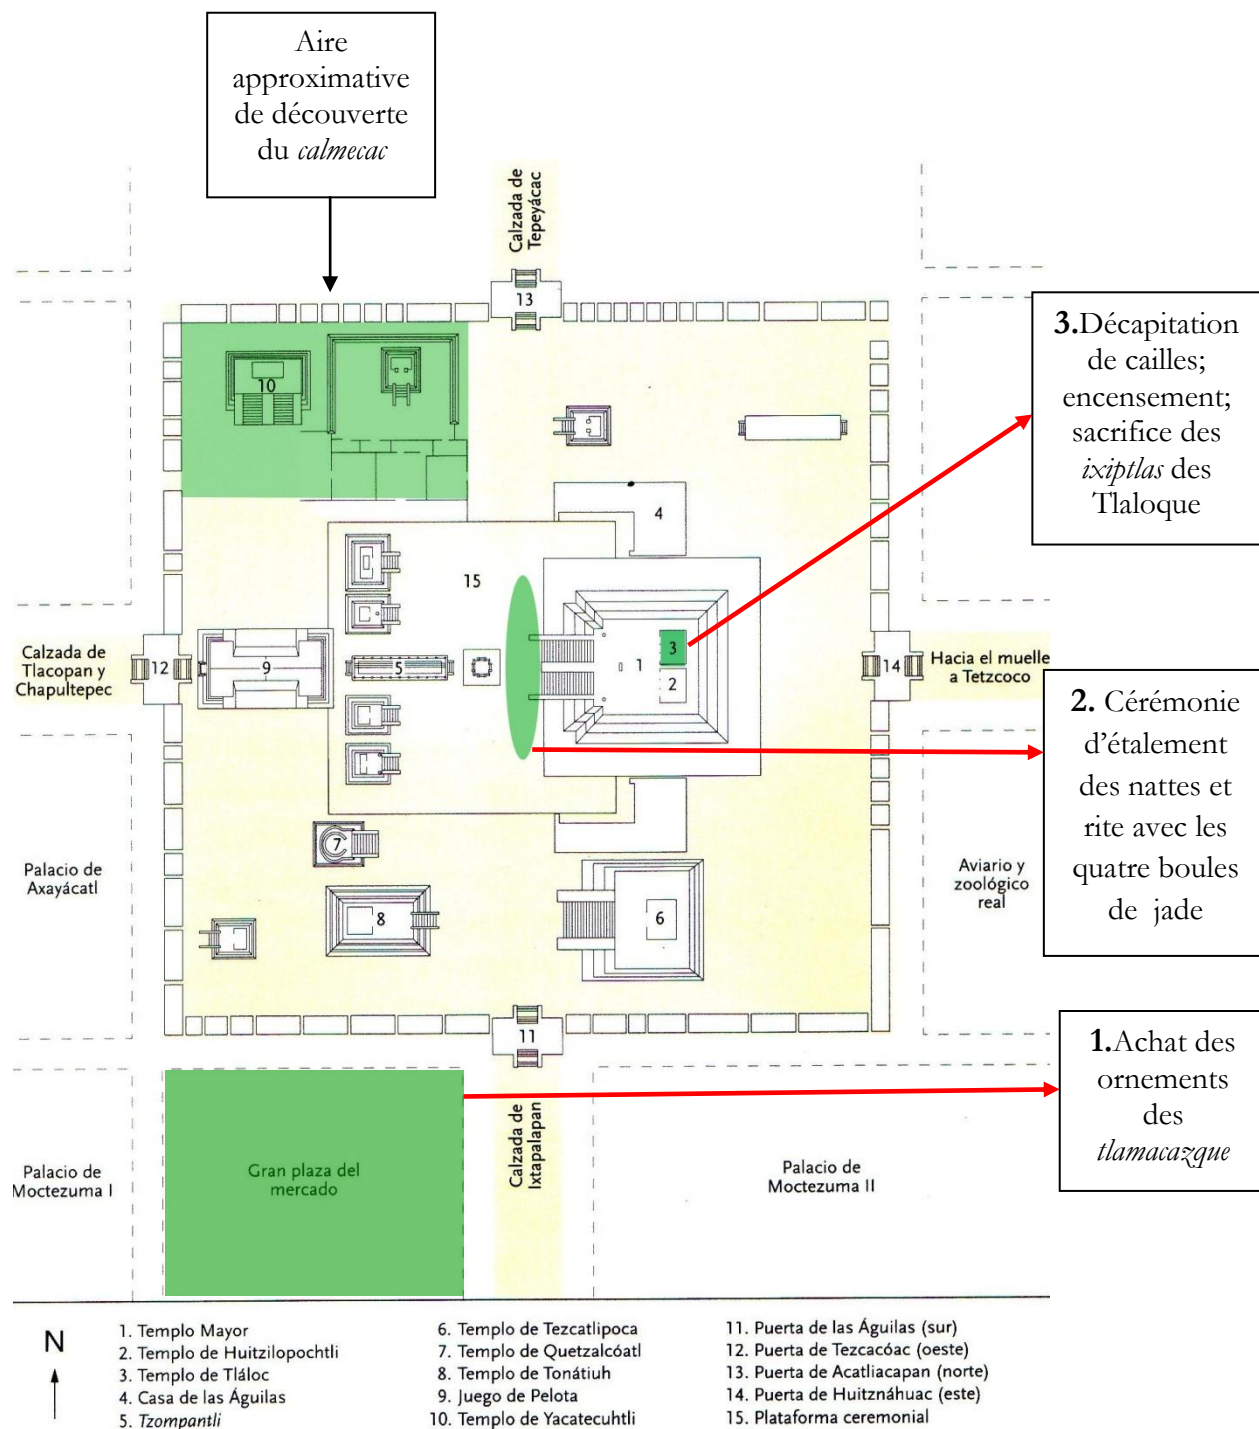 Aire
approximative
de découverte
du calmecac
Calzada de
Tepeyácac
13
3.Décapitation
de cailles;
encensement;
sacrifice des
ixiptlas des
Tlaloque
10
4
15
3
1
2
Calzada de
Tlacopan y
Chapultepec
12
9
5
14
Hacia el muelle
a Tetzcoco
2. Cérémonie
d'étalement
des nattes et
rite avec les
quatre boules
de jade
Palacio de
Axayácatl
7
8
6
Aviario y
zoológico
real
11
1.Achat des
ornements
des
tlamacazque
Palacio de
Moctezuma I
Gran plaza del
mercado
Calzada de
Ixtapalapan
Palacio de
Moctezuma II
N
1. Templo Mayor
2. Templo de Huitzilopochtli
3. Templo de Tláloc
4. Casa de las Águilas
5. Tzompantli
6. Templo de Tezcatlipoca
7. Templo de Quetzalcóatl
8. Templo de Tonátiuh
9. Juego de Pelota
10. Templo de Yacatecuhtli
11. Puerta de las Águilas (sur)
12. Puerta de Tezcacóac (oeste)
13. Puerta de Acatliacapan (norte)
14. Puerta de Huitznáhuac (este)
15. Plataforma ceremonial